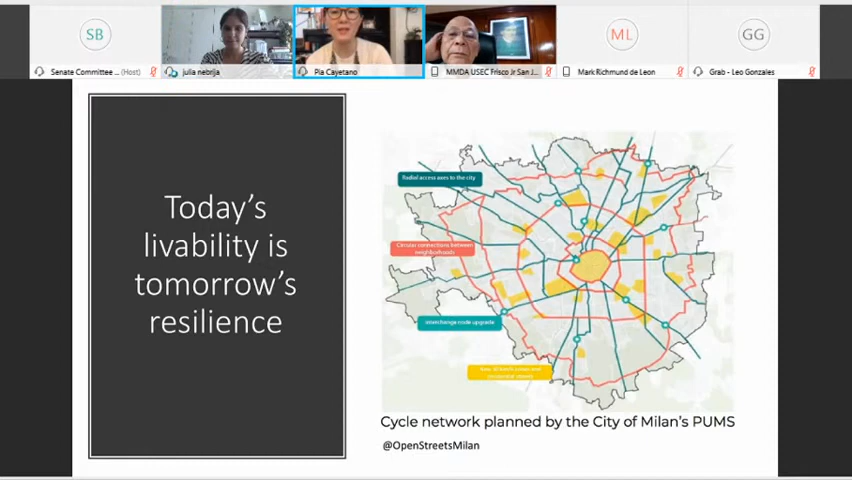 SB
ML
GG
Senate Committee ... (Host)
julia nebrija
Pia Cayetano
MMDA USEC Frisco Jr San J...
Mark Richmund de Leon
Grab - Leo Gonzales
Today's
livability is
tomorrow's
resilience
Radial access axes to the city
Circular connections between
neighborhoods
Interchange node upgrade
Cycle network planned by the City of Milan's PUMS
@OpenStreetsMilan